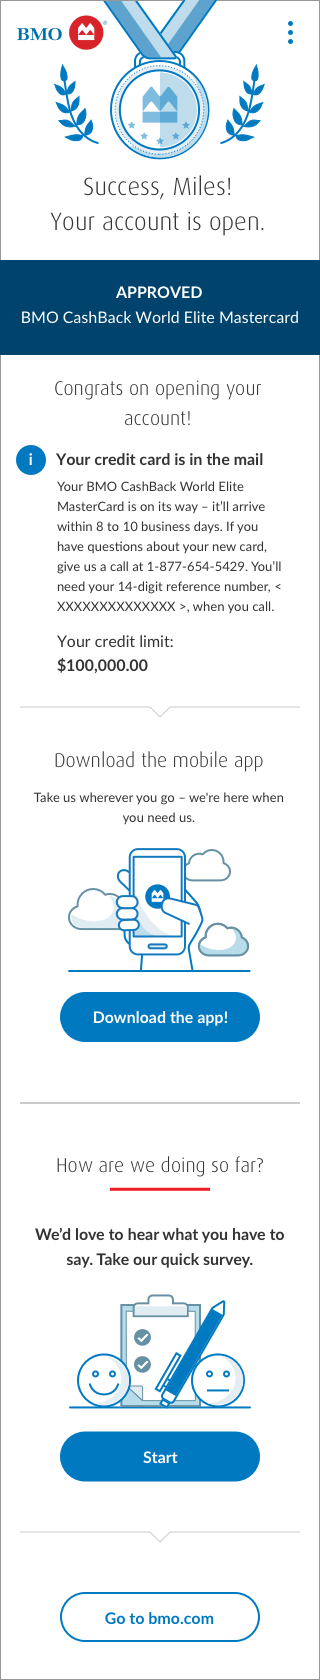 BMO
Success, Miles!
Your account is open.
APPROVED
BMO CashBack World Elite Mastercard
Congrats on opening your
account!
i
Your credit card is in the mail
Your BMO CashBack World Elite
MasterCard is on its way – it'll arrive
within 8 to 10 business days. If you
have questions about your new card,
give us a call at 1-877-654-5429. You'll
need your 14-digit reference number, <
XXXXXXXXXXXXXX >, when you call.
Your credit limit:
$100,000.00
Download the mobile app
Take us wherever you go – we're here when
you need us.
Download the app!
How are we doing so far?
We'd love to hear what you have to
say. Take our quick survey.
Start
Go to bmo.com